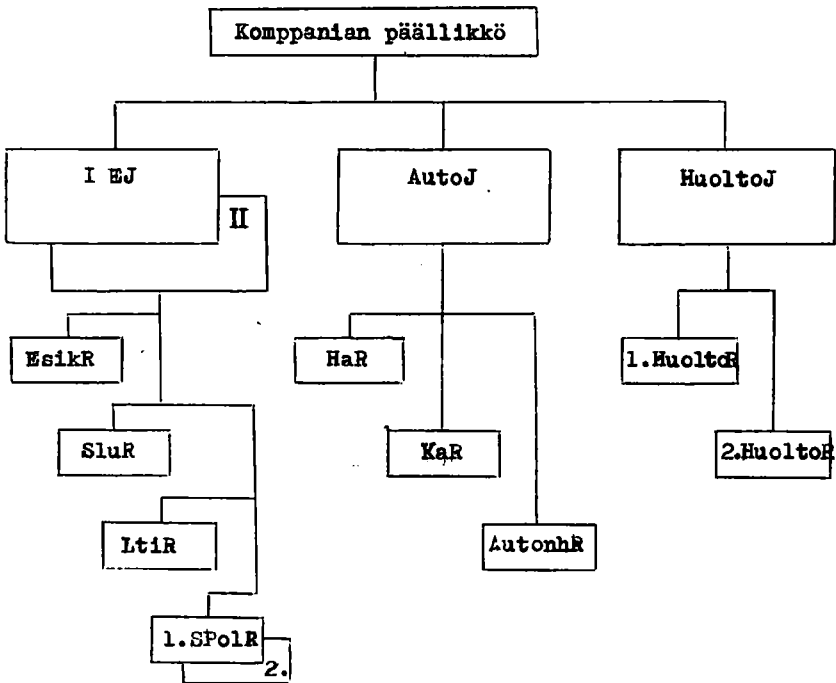 Komppanian päällikkö
I EJ
II
AutoJ
HuoltoJ
EsikR
HaR
1.HuoltoR
SluR
KaR
2.HuoltoR
LtiR
AutonhR
1.SPolR
2.